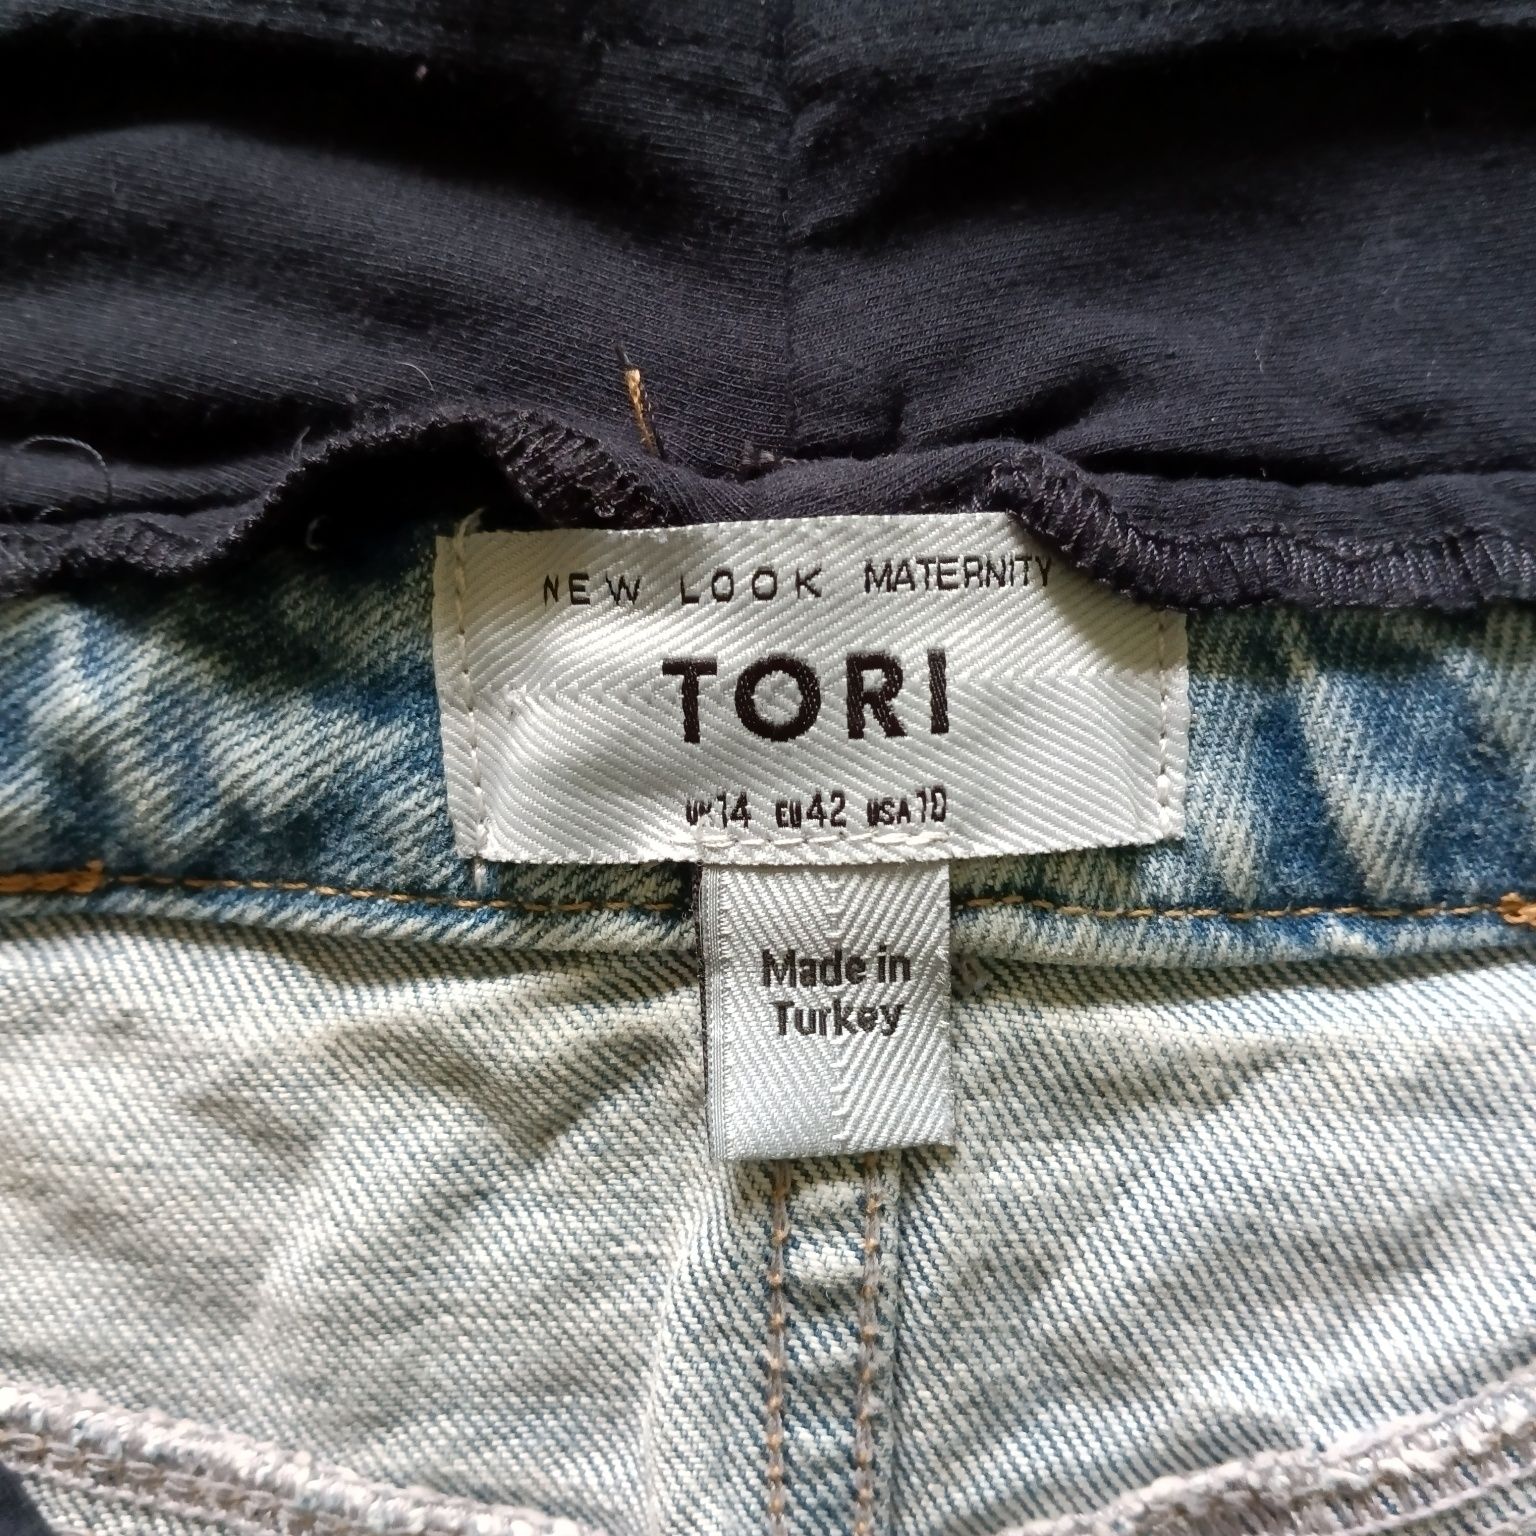 NEW LOOK MATERNITY
TORI
UK14 EU42 USA10
Made in
Turkey